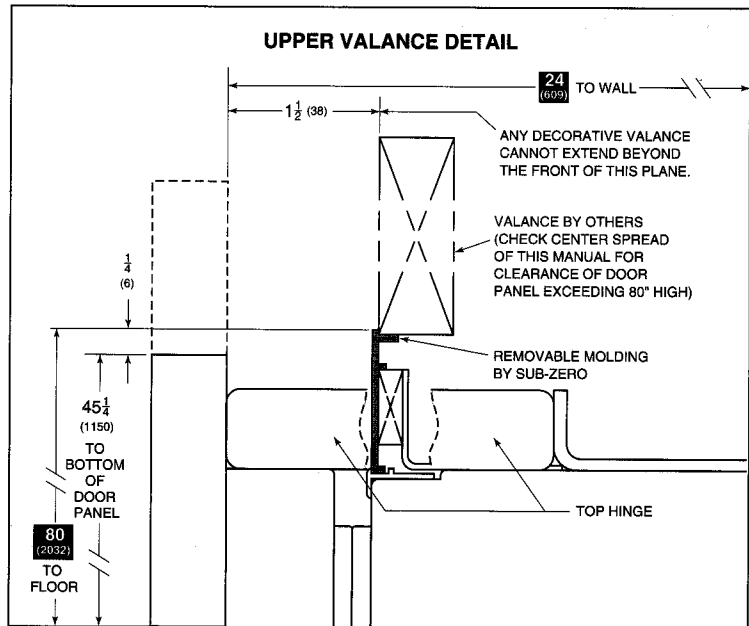 UPPER VALANCE DETAIL
24
(609)
TO WALL
1 1/2 (38)
ANY DECORATIVE VALANCE
CANNOT EXTEND BEYOND
THE FRONT OF THIS PLANE.
VALANCE BY OTHERS
(CHECK CENTER SPREAD
OF THIS MANUAL FOR
CLEARANCE OF DOOR
PANEL EXCEEDING 80" HIGH)
1/4
(6)
REMOVABLE MOLDING
BY SUB-ZERO
45 1/4
(1150)
TO
BOTTOM
OF
DOOR
PANEL
TOP HINGE
80
(2032)
TO
FLOOR